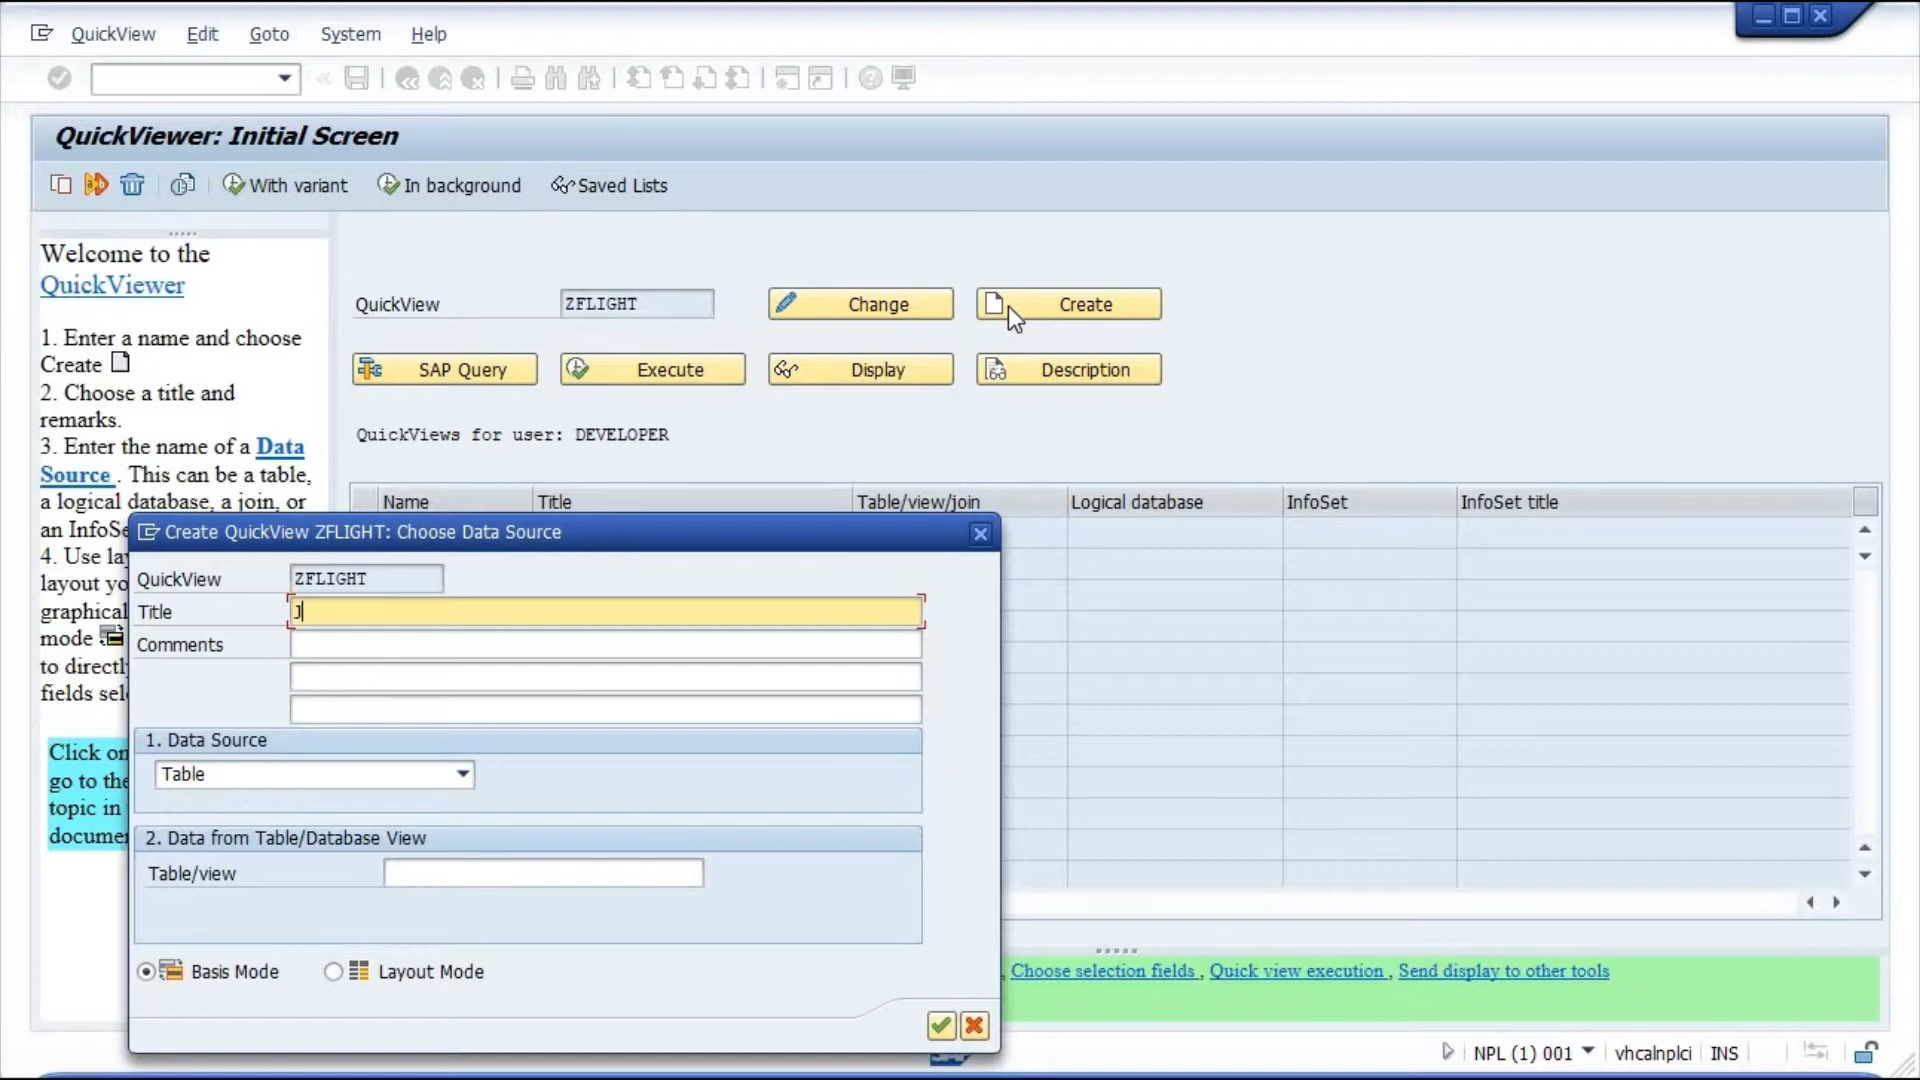 QuickView Edit Goto System Help
QuickViewer: Initial Screen
With variant In background Saved Lists
Welcome to the
QuickViewer
1. Enter a name and choose
Create
2. Choose a title and
remarks.
3. Enter the name of a Data
Source . This can be a table,
a logical database, a join, or
an InfoSe
4. Use lay
layout yo
graphical
mode
to directl
fields sel
Click on
go to the
topic in
documen
QuickView ZFLIGHT Change Create
SAP Query Execute Display Description
QuickViews for user: DEVELOPER
Name Title Table/view/join Logical database InfoSet InfoSet title
Create QuickView ZFLIGHT: Choose Data Source
QuickView ZFLIGHT
Title J
Comments
1. Data Source
Table
2. Data from Table/Database View
Table/view
Basis Mode Layout Mode
, Choose selection fields , Quick view execution , Send display to other tools
NPL (1) 001 vhcalnplci INS